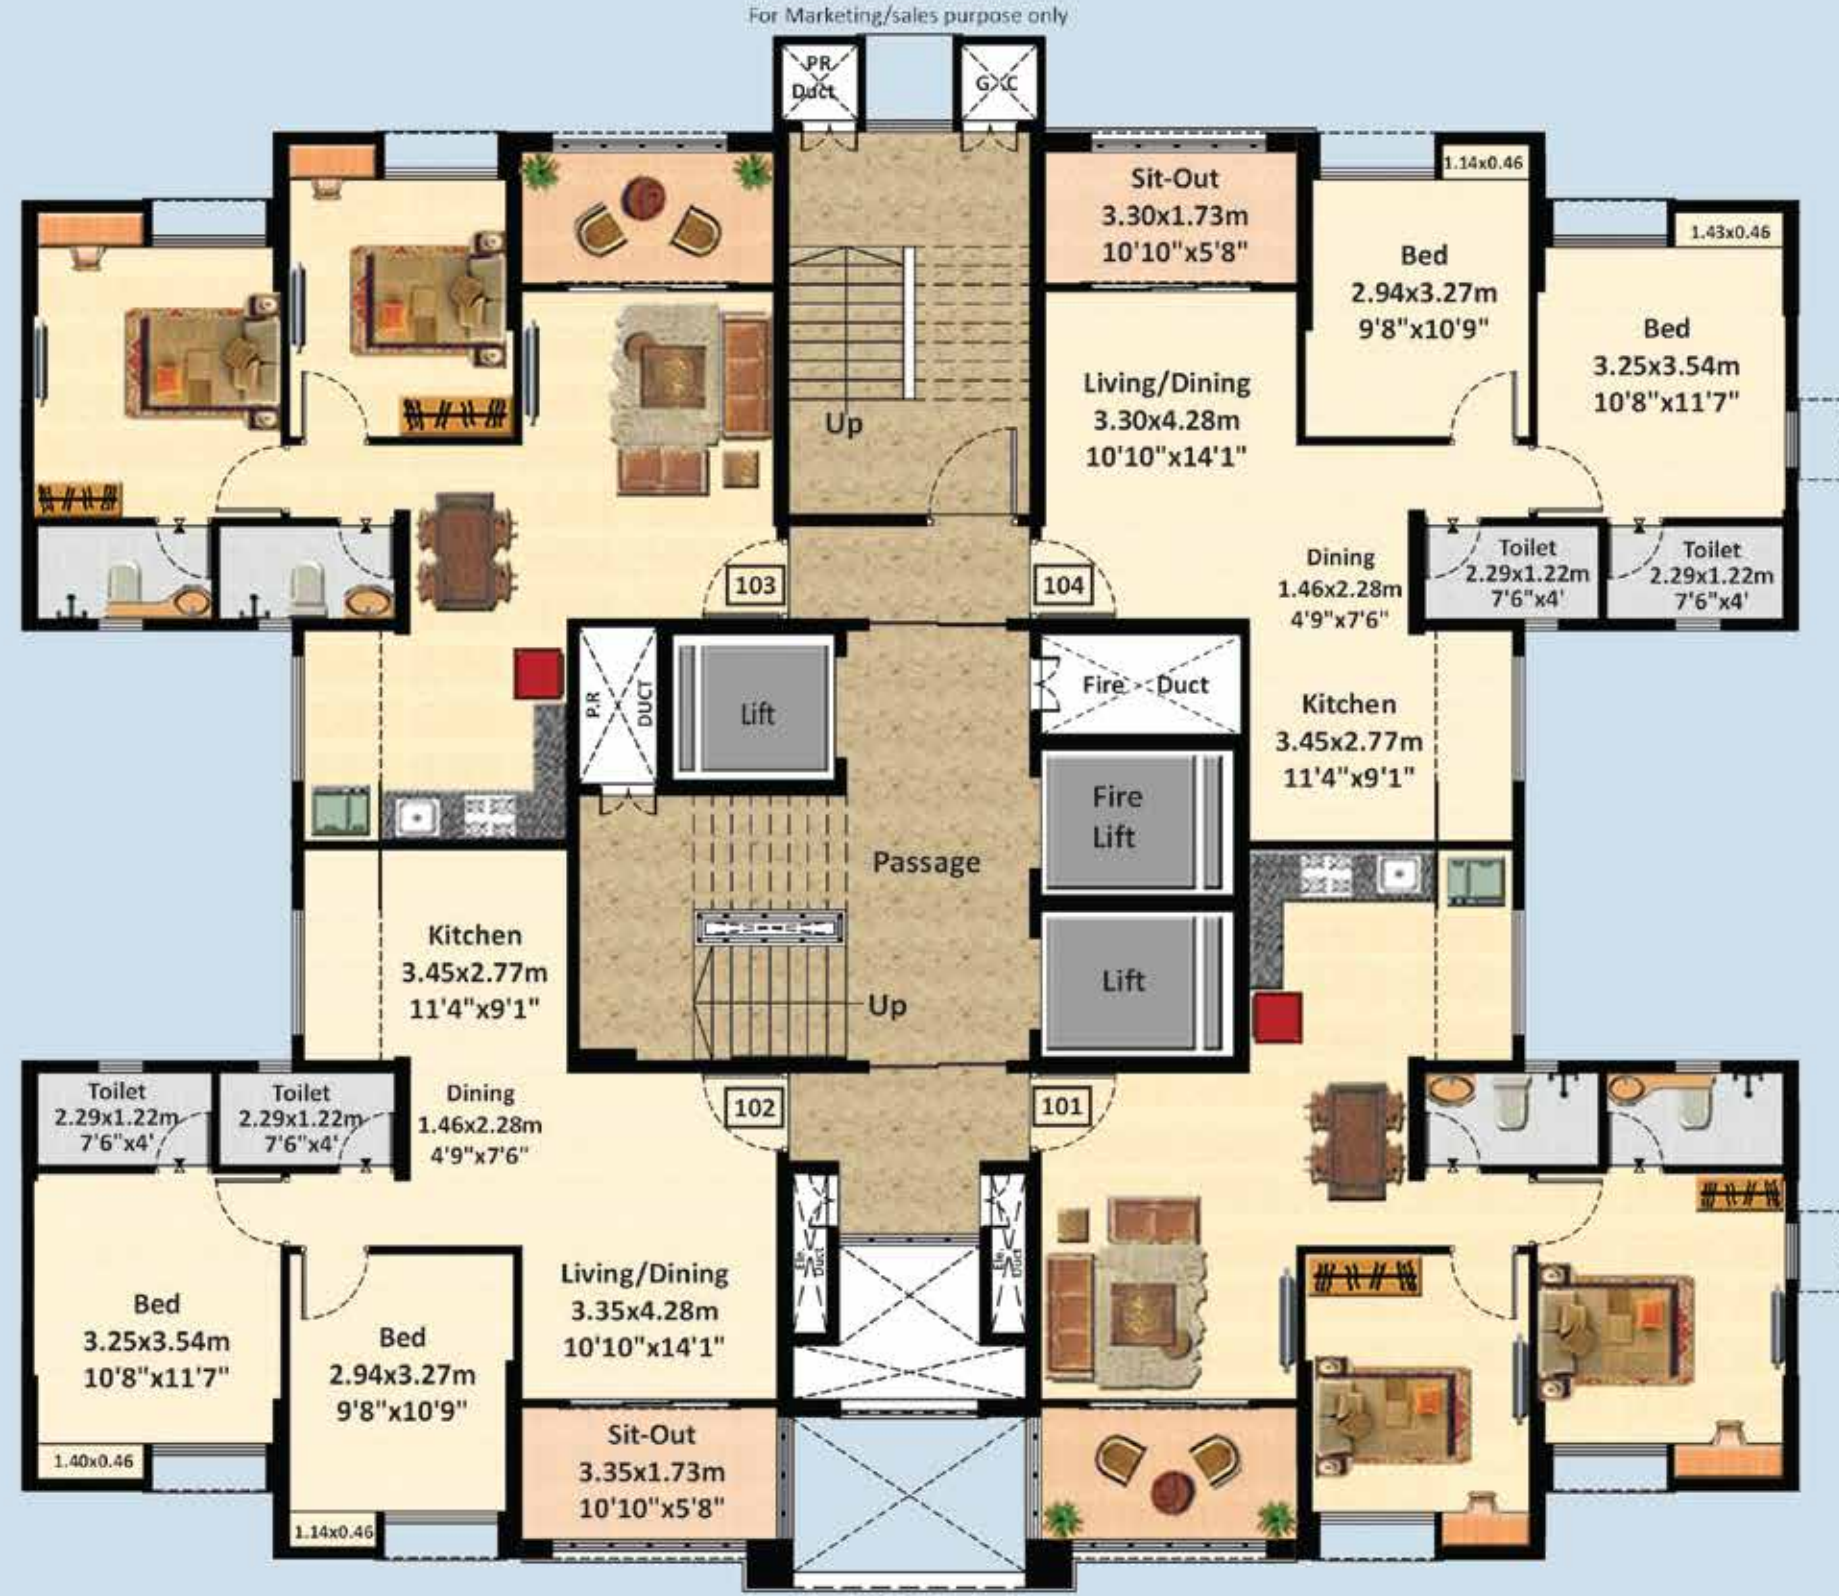 For Marketing/sales purpose only
PR
Duct
G C
Sit-Out
3.30x1.73m
10'10"x5'8"
1.14x0.46
Bed
2.94x3.27m
9'8"x10'9"
1.43x0.46
Bed
3.25x3.54m
10'8"x11'7"
Living/Dining
3.30x4.28m
10'10"x14'1"
Up
103
104
Dining
1.46x2.28m
4'9"x7'6"
Toilet
2.29x1.22m
7'6"x4'
Toilet
2.29x1.22m
7'6"x4'
P.R
DUCT
Lift
Fire Duct
Kitchen
3.45x2.77m
11'4"x9'1"
Fire
Lift
Passage
Kitchen
3.45x2.77m
11'4"x9'1"
Lift
Up
Toilet
2.29x1.22m
7'6"x4'
Toilet
2.29x1.22m
7'6"x4'
Dining
1.46x2.28m
4'9"x7'6"
102
101
Ele.
Duct
Ele.
Duct
Bed
3.25x3.54m
10'8"x11'7"
Bed
2.94x3.27m
9'8"x10'9"
Living/Dining
3.35x4.28m
10'10"x14'1"
1.40x0.46
1.14x0.46
Sit-Out
3.35x1.73m
10'10"x5'8"